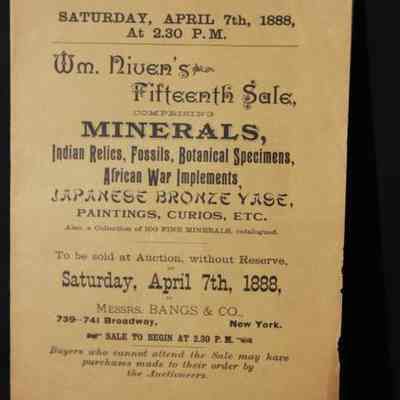 SATURDAY, APRIL 7th, 1888,
At 2.30 P. M.
Wm. Niven's
Fifteenth Sale,
COMPRISING
MINERALS,
Indian Relics, Fossils, Botanical Specimens,
African War Implements,
JAPANESE BRONZE VASE,
PAINTINGS, CURIOS, ETC.
Also, a Collection of 100 FINE MINERALS, catalogued.
To be sold at Auction, without Reserve,
Saturday, April 7th, 1888,
BY
MESSRS. BANGS & CO.,
739-741 Broadway, New York.
SALE TO BEGIN AT 2.30 P. M.
Buyers who cannot attend the Sale may have
purchases made to their order by
the Auctioneers.